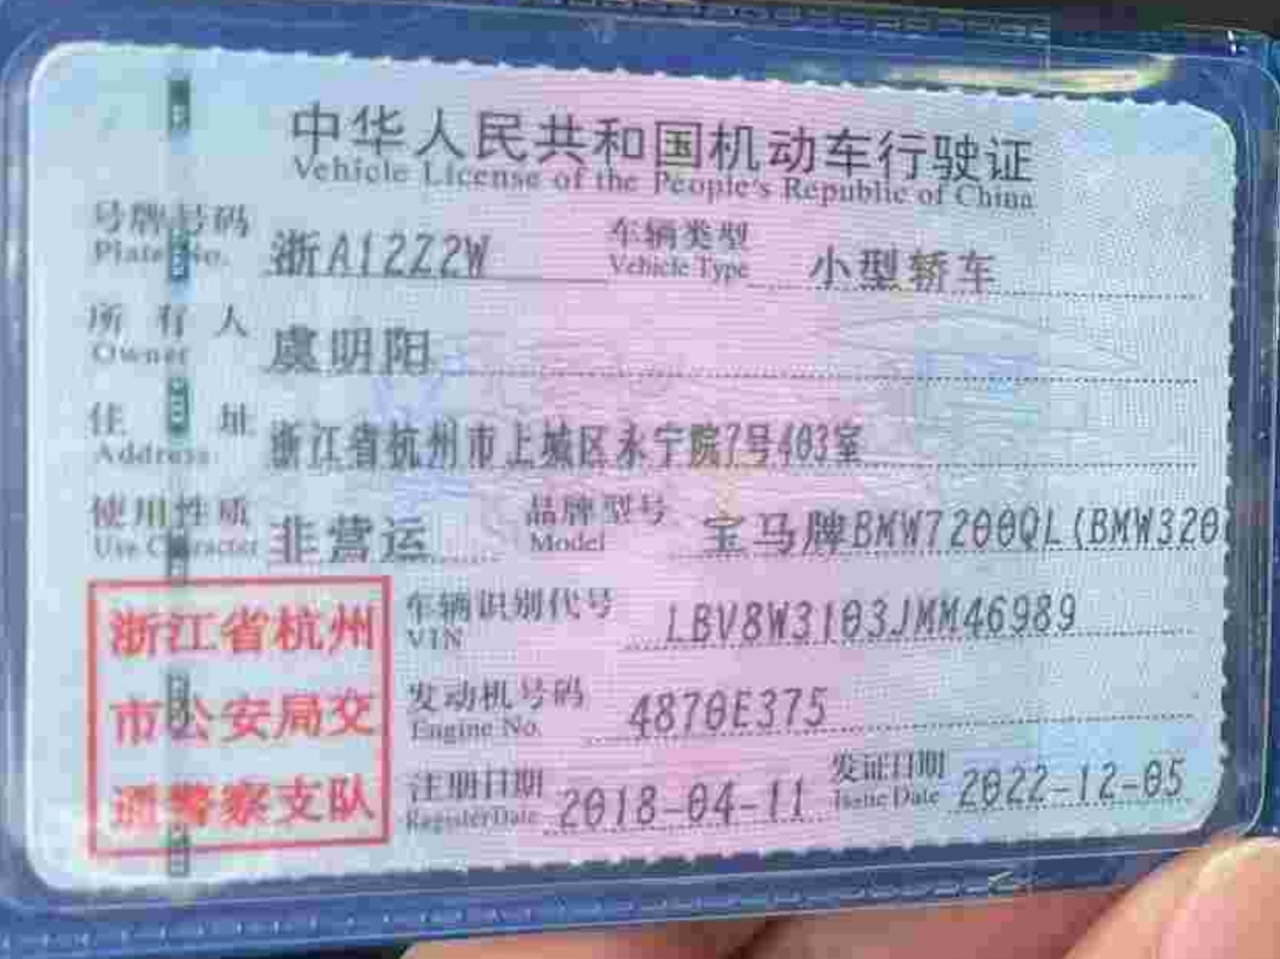 中华人民共和国机动车行驶证
Vehicle License of the People's Republic of China
号牌号码 浙A12Z2W 车辆类型 小型轿车
Plate No. Vehicle Type
所有人 虞明阳
Owner
住址 浙江省杭州市上城区永宁院7号403室
Address
使用性质 非营运 品牌型号 宝马牌BMW7200QL(BMW320
Use Character Model
浙江省杭州 车辆识别代号 LBV8W3103JMM46989
VIN
市公安局交 发动机号码 4870E375
Engine No.
通警察支队 注册日期 2018-04-11 发证日期 2022-12-05
Register Date Issue Date